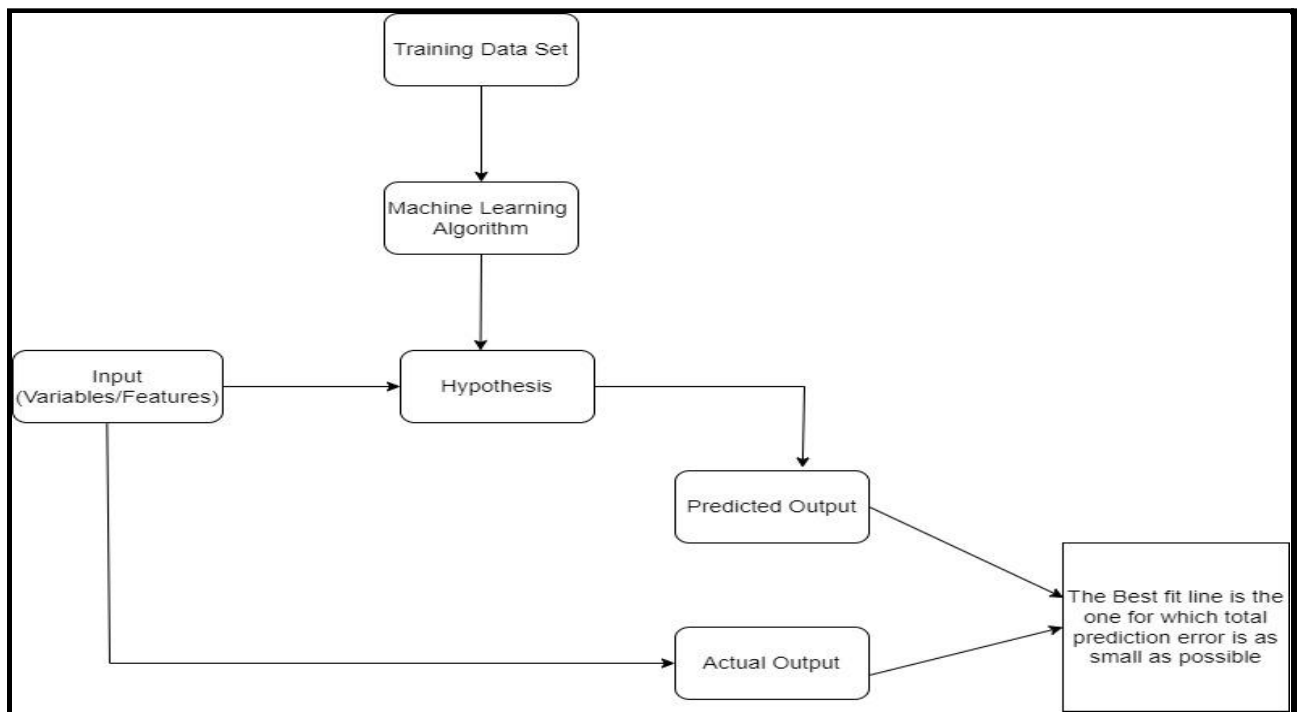 Training Data Set
Machine Learning
Algorithm
Input
(Variables/Features)
Hypothesis
Predicted Output
The Best fit line is the
one for which total
prediction error is as
small as possible
Actual Output